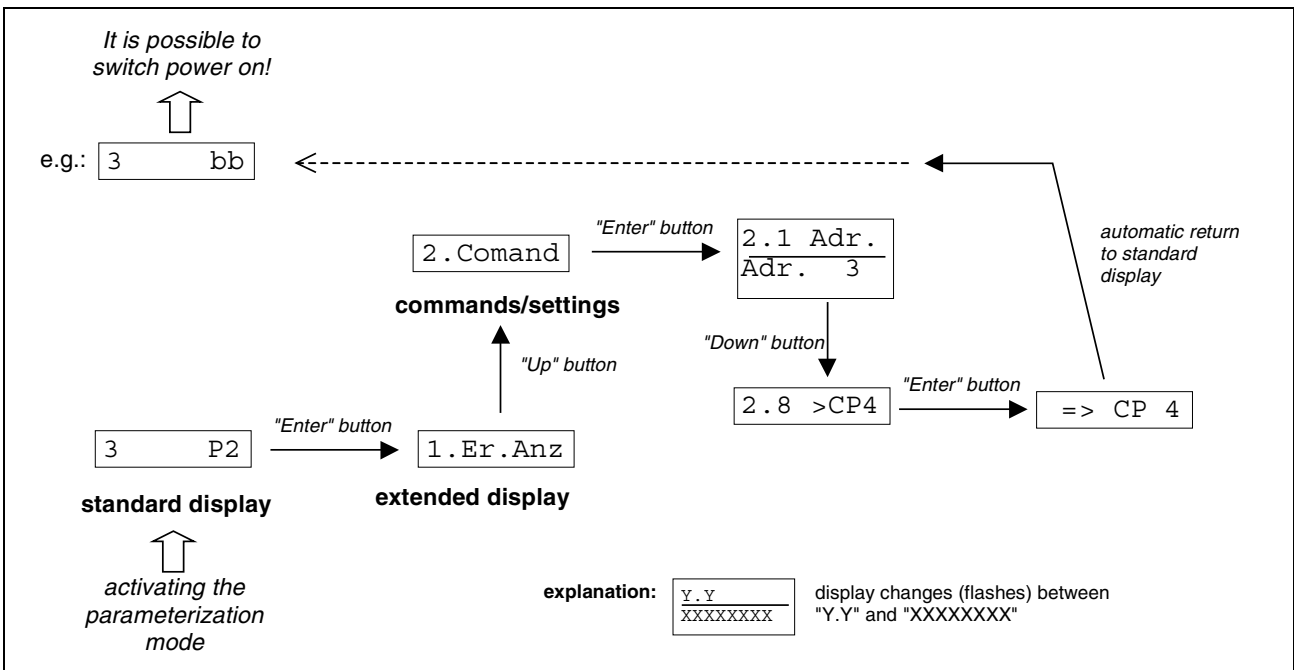 It is possible to
switch power on!
e.g.: 3 bb
"Enter" button
2.Comand
commands/settings
2.1 Adr.
Adr. 3
automatic return
to standard
display
"Down" button
"Up" button
2.8 >CP4
"Enter" button
=> CP 4
3 P2
"Enter" button
1.Er.Anz
standard display
extended display
activating the
parameterization
mode
explanation:
Y.Y
XXXXXXXX
display changes (flashes) between
"Y.Y" and "XXXXXXXX"